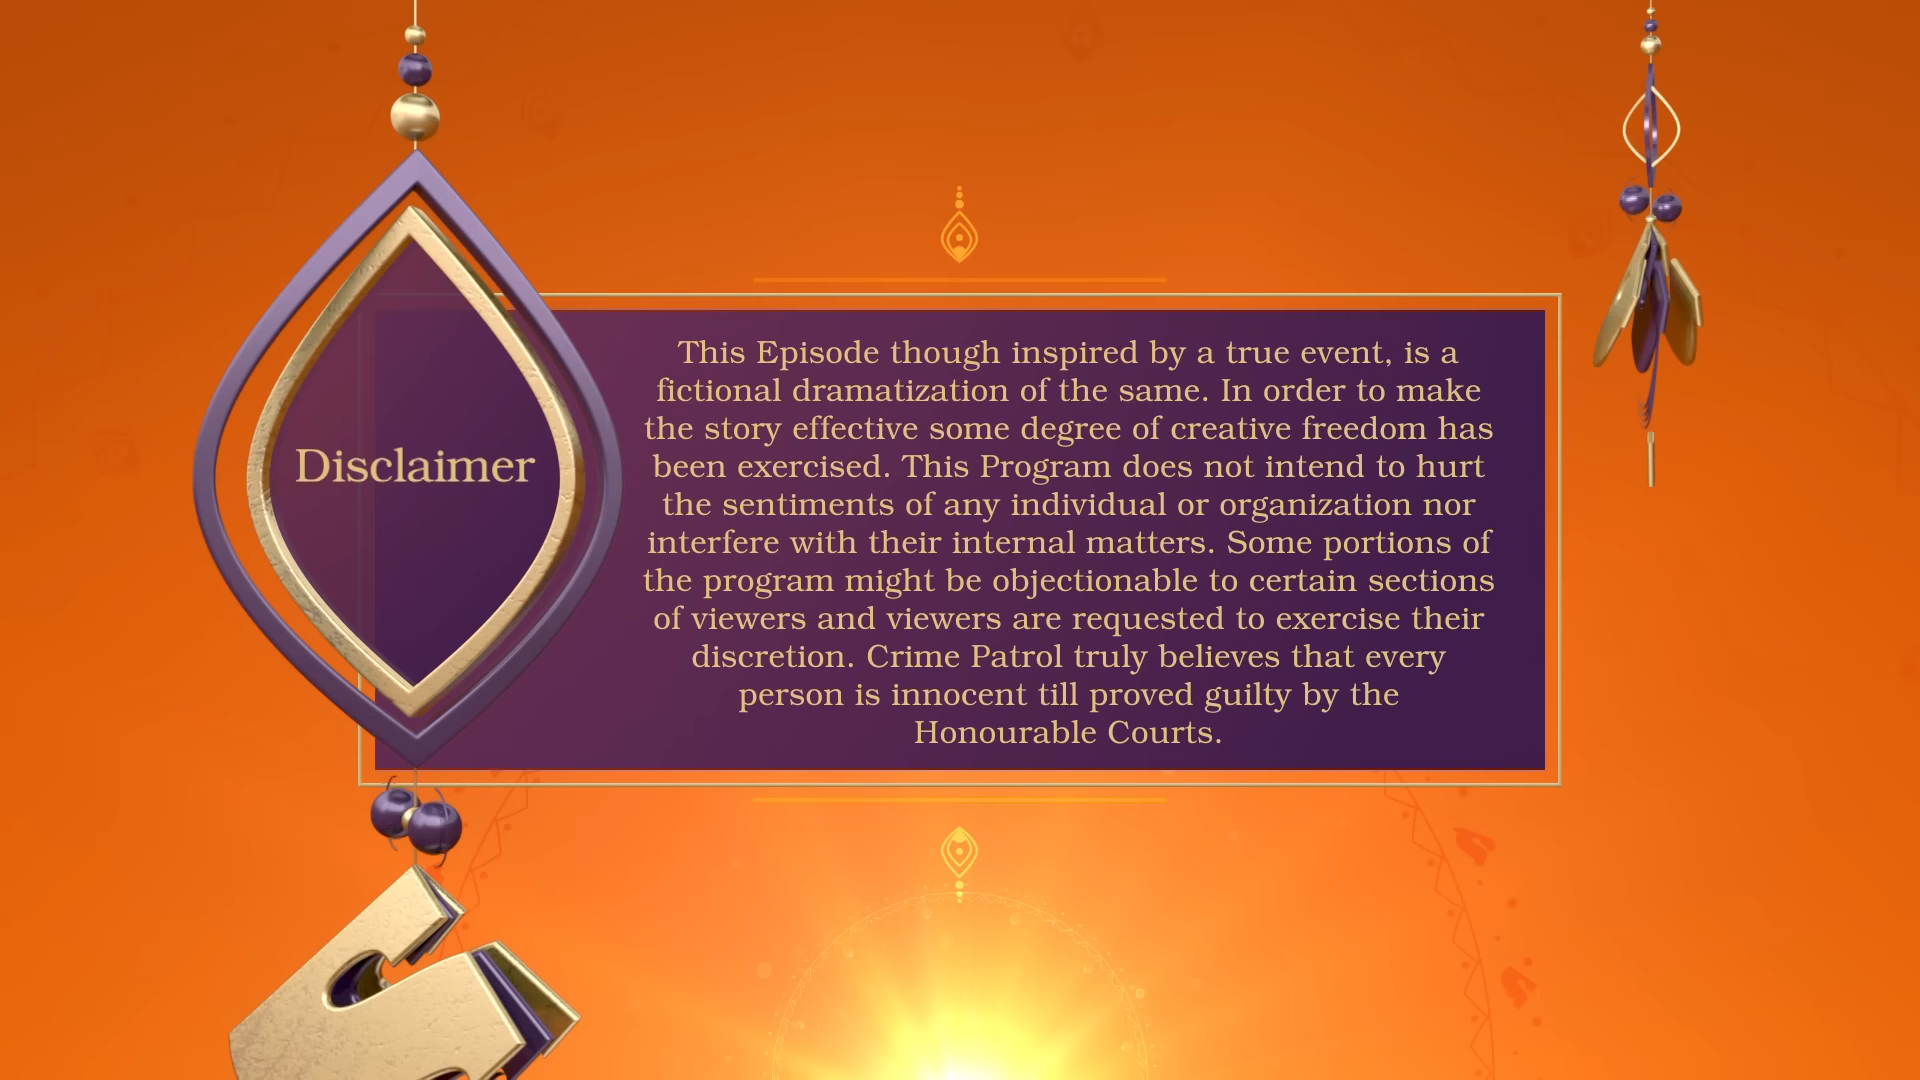 Disclaimer
This Episode though inspired by a true event, is a
fictional dramatization of the same. In order to make
the story effective some degree of creative freedom has
been exercised. This Program does not intend to hurt
the sentiments of any individual or organization nor
interfere with their internal matters. Some portions of
the program might be objectionable to certain sections
of viewers and viewers are requested to exercise their
discretion. Crime Patrol truly believes that every
person is innocent till proved guilty by the
Honourable Courts.